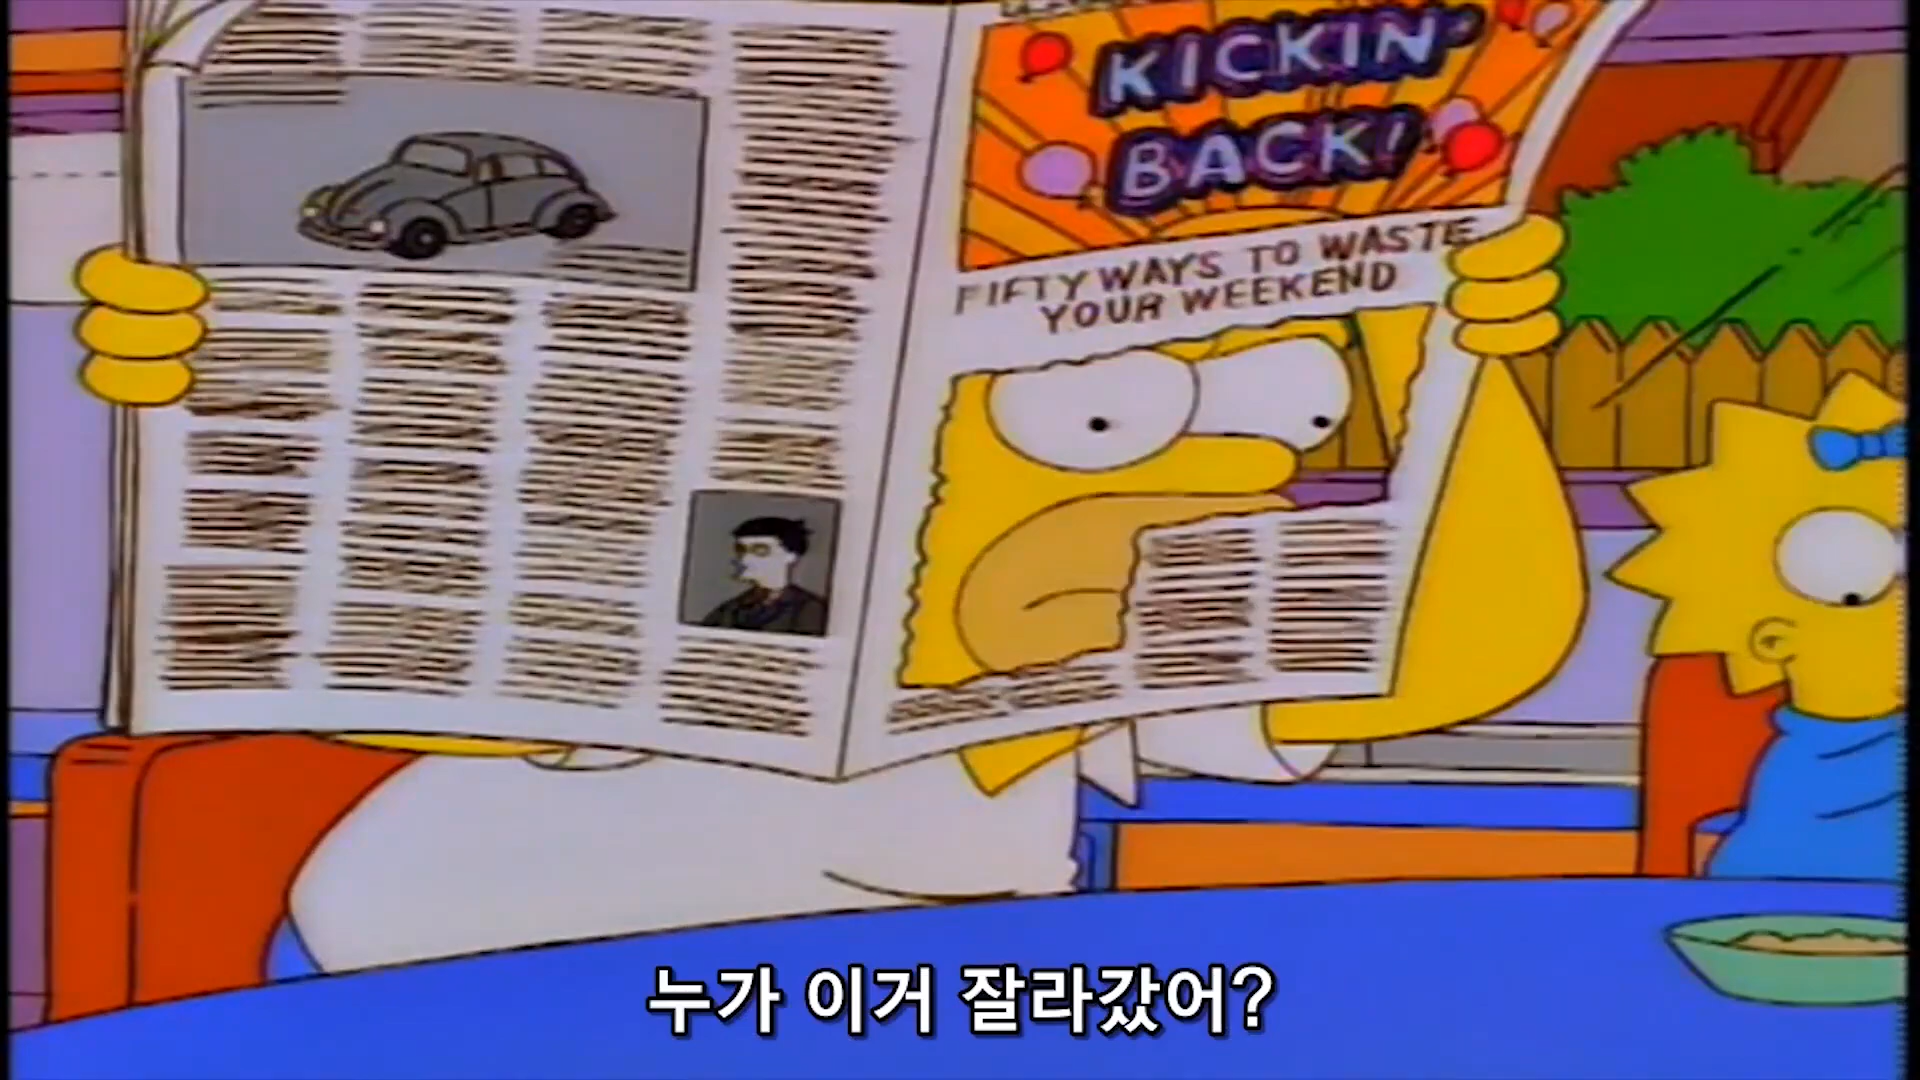 KICKIN'
BACK!
FIFTY WAYS TO WASTE
YOUR WEEKEND
누가 이거 잘라갔어?